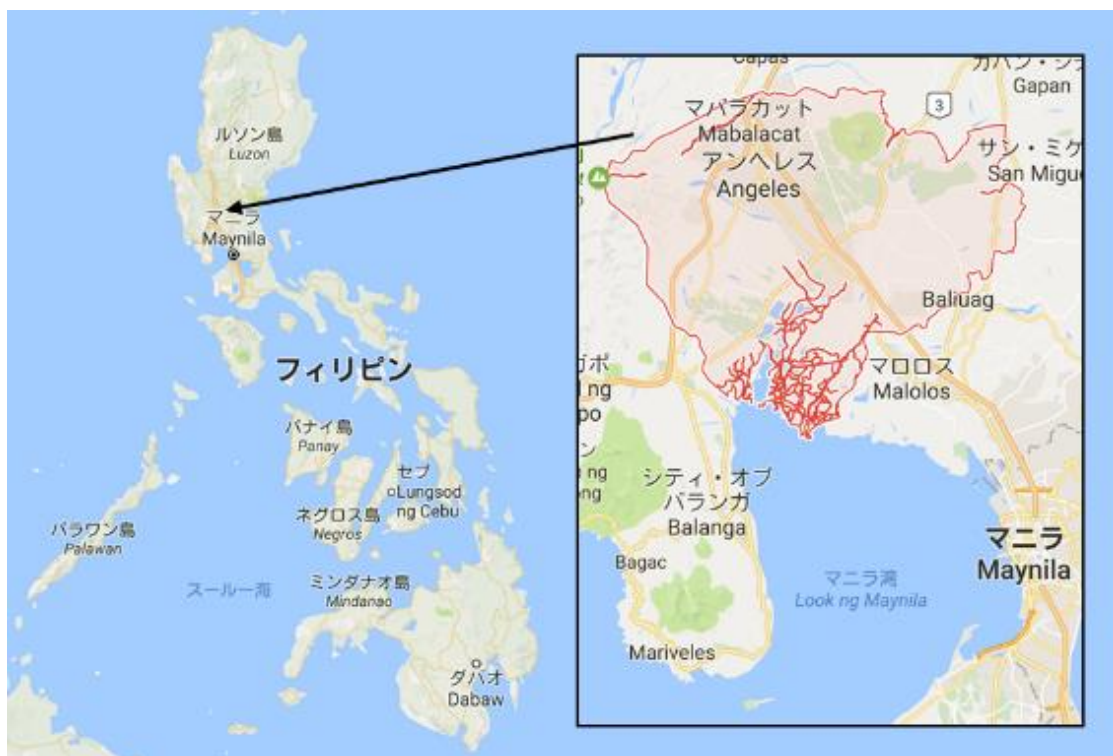 ルソン島
Luzon
マニラ
Maynila
フィリピン
パナイ島
Panay
セブ
Lungsod
ng Cebu
ネグロス島
Negros
パラワン島
Palawan
スールー海
ミンダナオ島
Mindanao
ダバオ
Dabaw
Capas
Gapan
3
マバラカット
Mabalacat
アンヘレス
Angeles
サン・ミゲ
San Migu
Baliuag
マロロス
Malolos
ng
シティ・オブ
バランガ
Balanga
Bagac
Mariveles
マニラ
Maynila
マニラ湾
Look ng Maynila